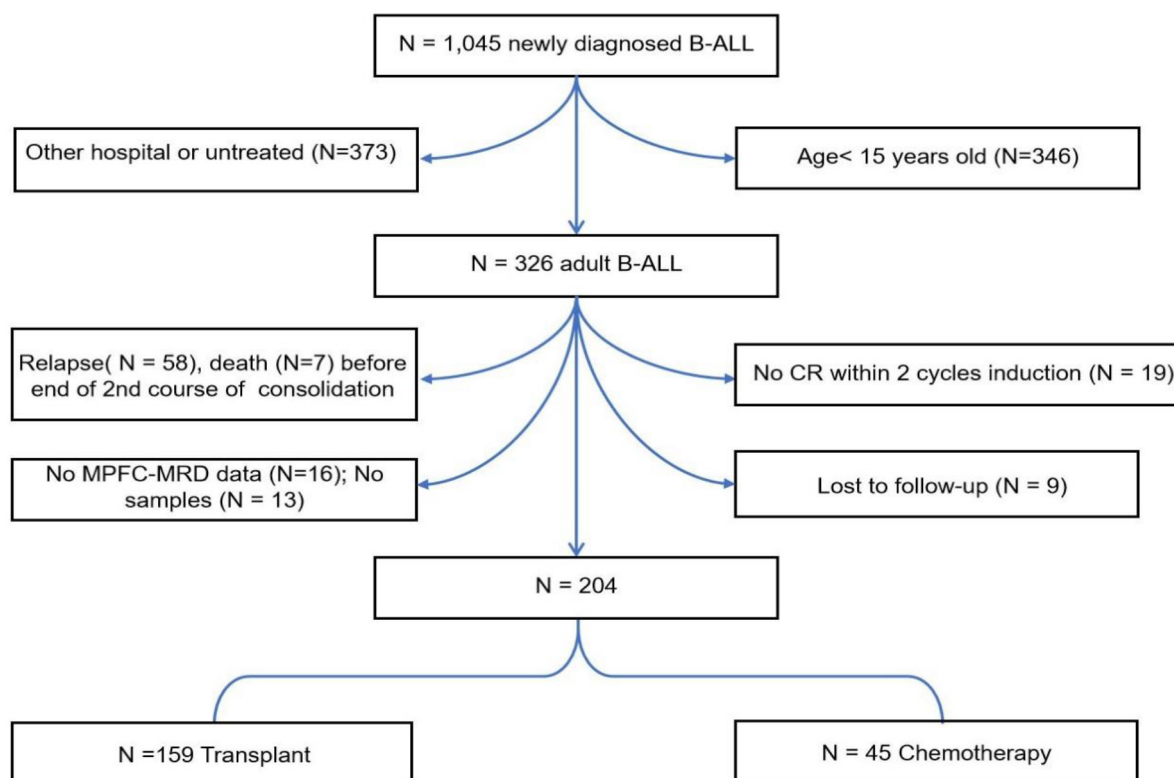 N = 1,045 newly diagnosed B-ALL
Other hospital or untreated (N=373)
Age< 15 years old (N=346)
N = 326 adult B-ALL
Relapse( N = 58), death (N=7) before
end of 2nd course of consolidation
No CR within 2 cycles induction (N = 19)
No MPFC-MRD data (N=16); No
samples (N = 13)
Lost to follow-up (N = 9)
N = 204
N =159 Transplant
N = 45 Chemotherapy